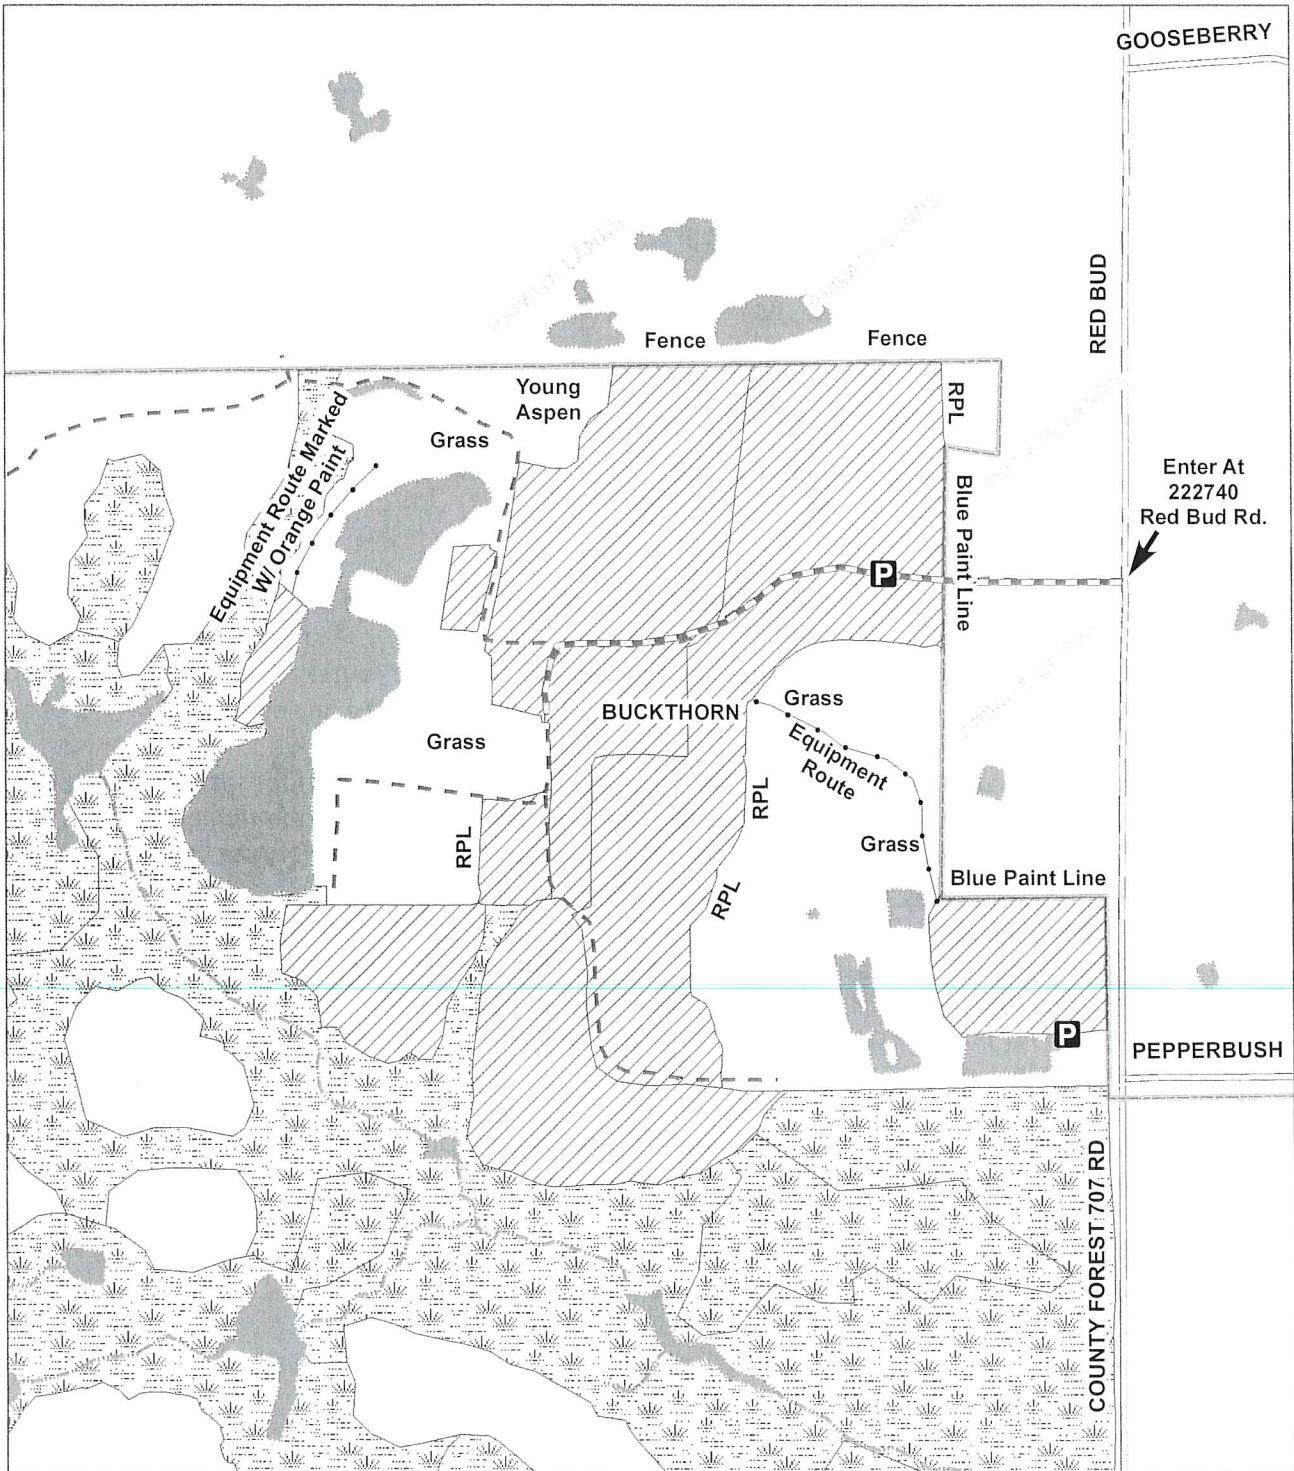 GOOSEBERRY
RED BUD
Fence
Fence
RPL
Young
Aspen
Grass
Equipment Route Marked
W/ Orange Paint
Enter At
222740
Red Bud Rd.
Blue Paint Line
P
BUCKTHORN
Grass
Equipment
Route
Grass
RPL
RPL
Grass
RPL
Blue Paint Line
P
PEPPERBUSH
COUNTY FOREST 707 RD